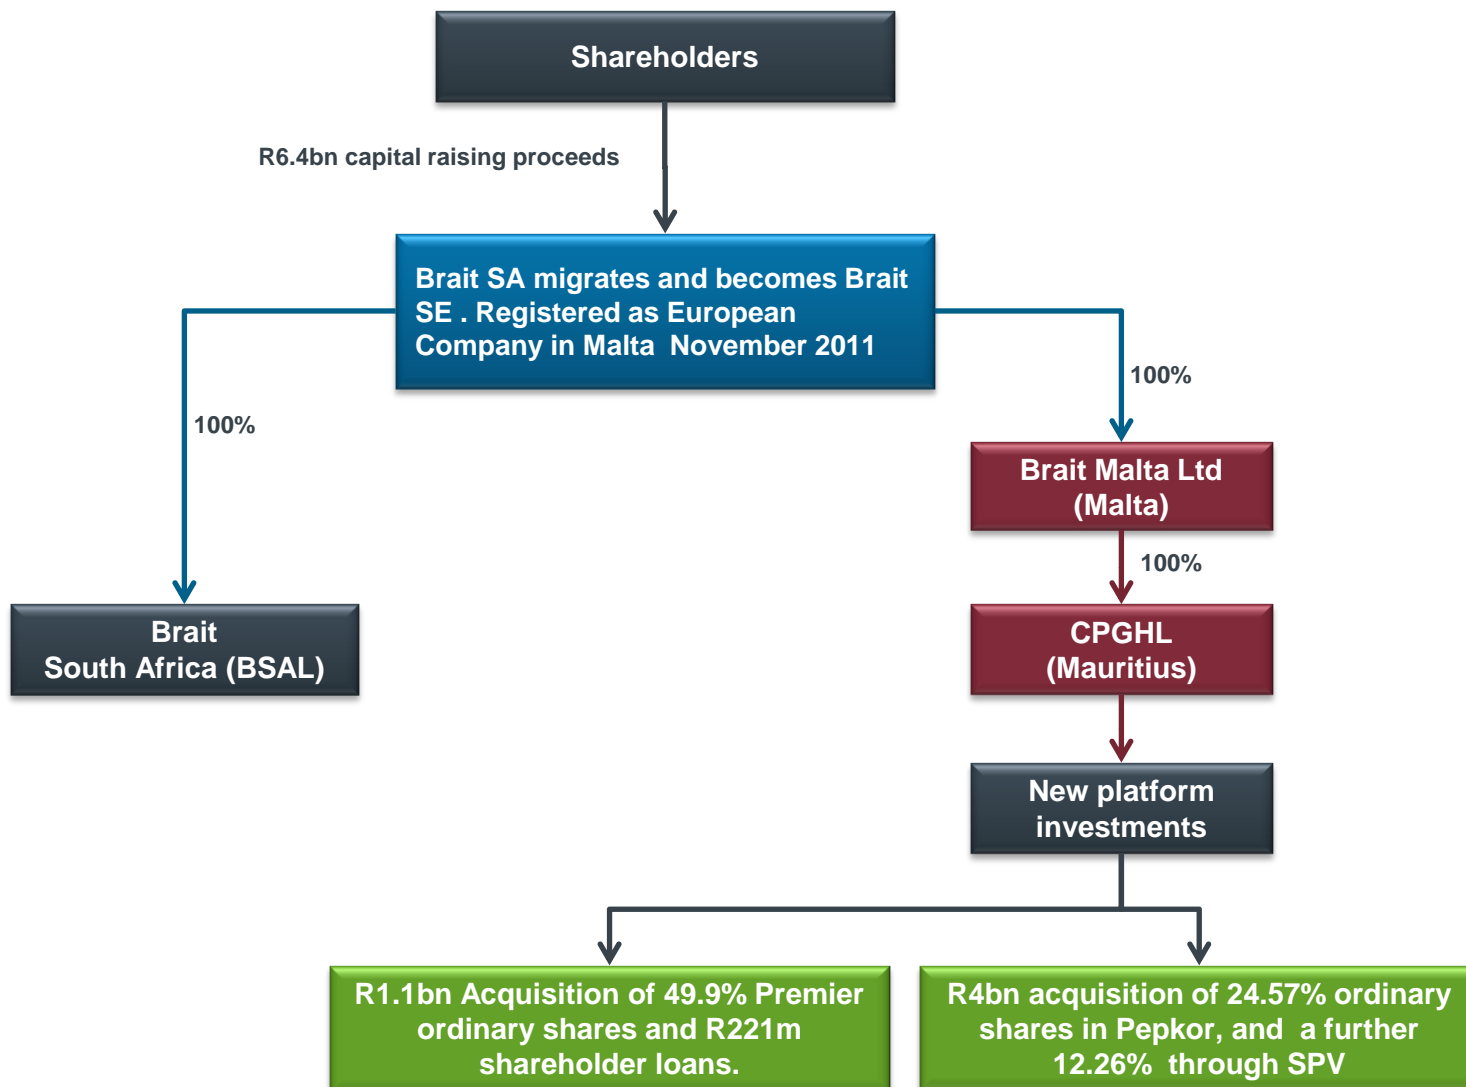 Shareholders
R6.4bn capital raising proceeds
Brait SA migrates and becomes Brait
SE . Registered as European
Company in Malta  November 2011
100%
100%
Brait Malta Ltd
(Malta)
100%
Brait
South Africa (BSAL)
CPGHL
(Mauritius)
New platform
investments
R1.1bn Acquisition of 49.9% Premier
ordinary shares and R221m
shareholder loans.
R4bn acquisition of 24.57% ordinary
shares in Pepkor, and  a further
12.26%  through SPV